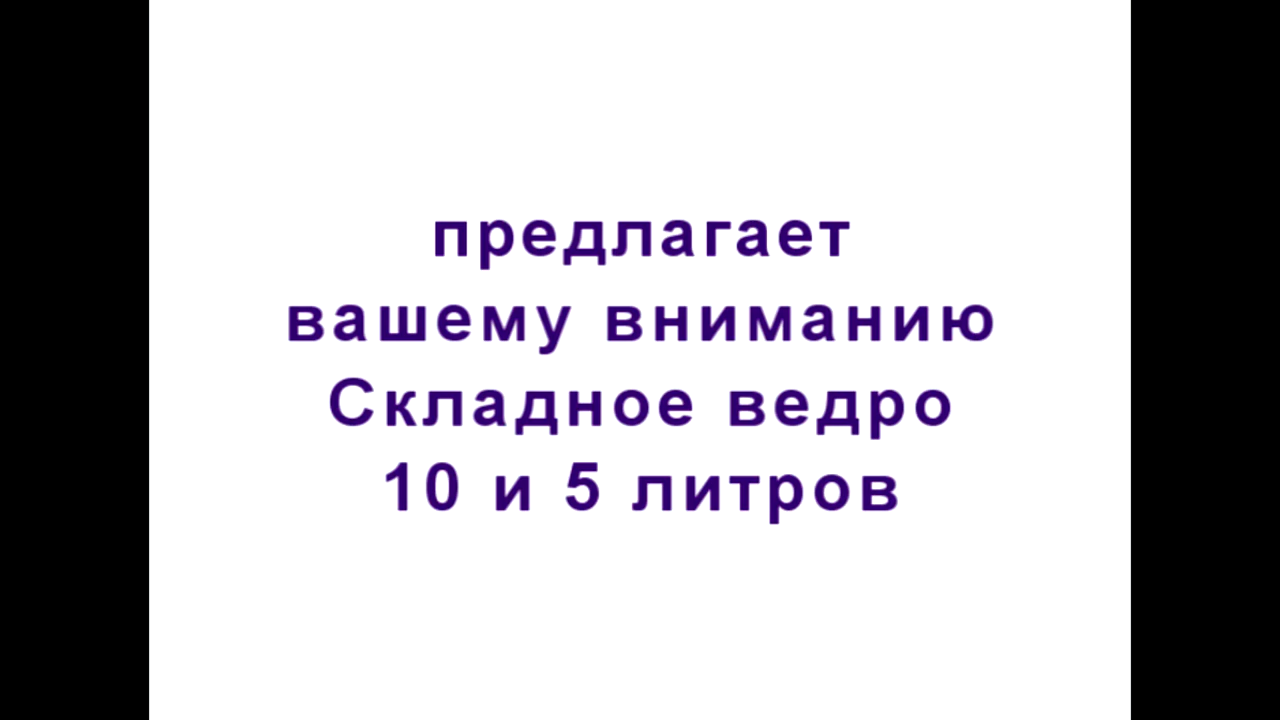 предлагает
вашему вниманию
Складное ведро
10 и 5 литров